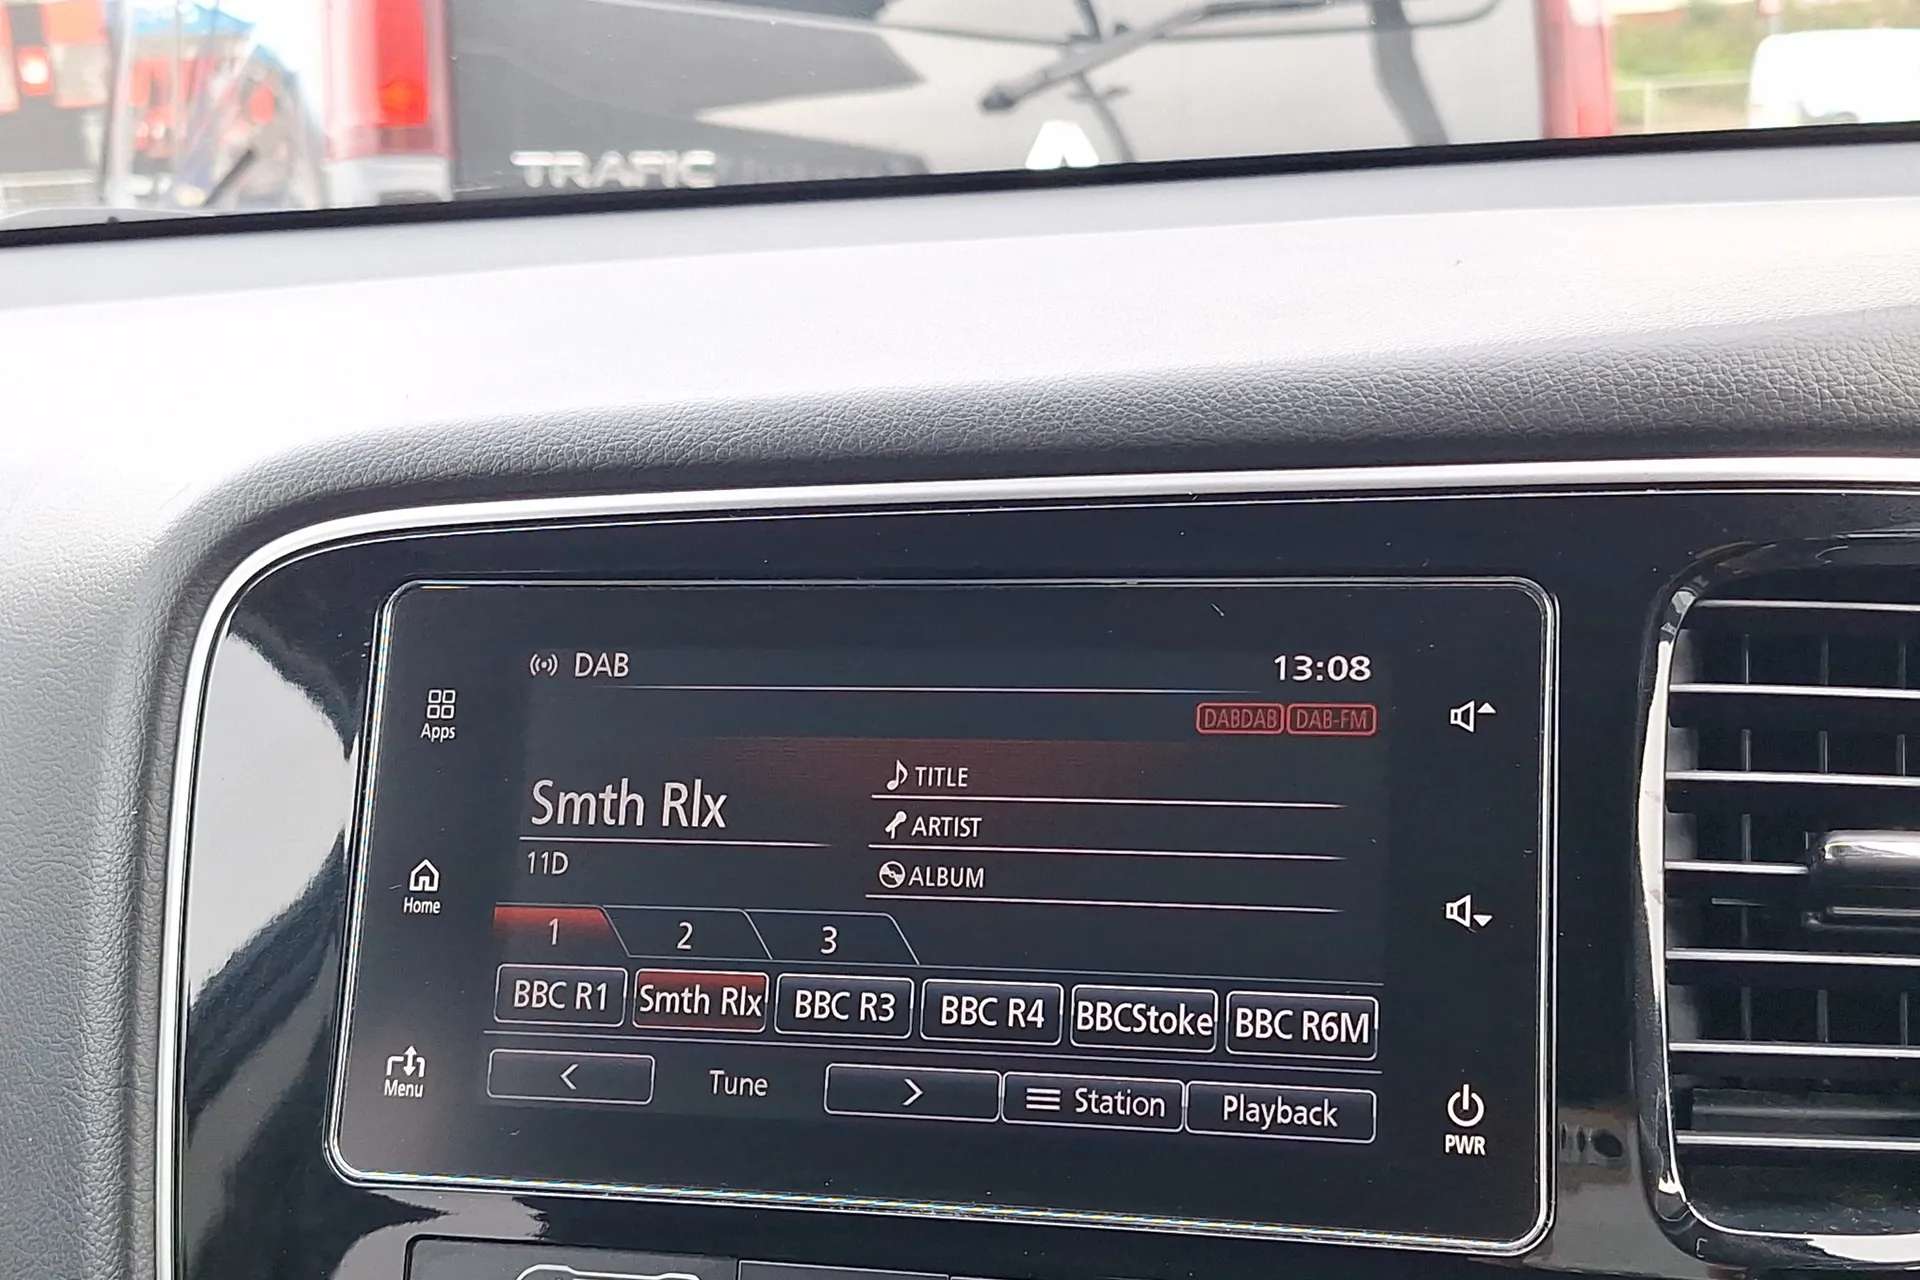 TRAFIC
DAB
13:08
DABDAB DAB-FM
Apps
TITLE
Smth Rlx
ARTIST
11D
ALBUM
Home
1 2 3
BBC R1 Smth Rlx BBC R3 BBC R4 BBCStoke BBC R6M
Menu
< Tune > Station Playback
PWR